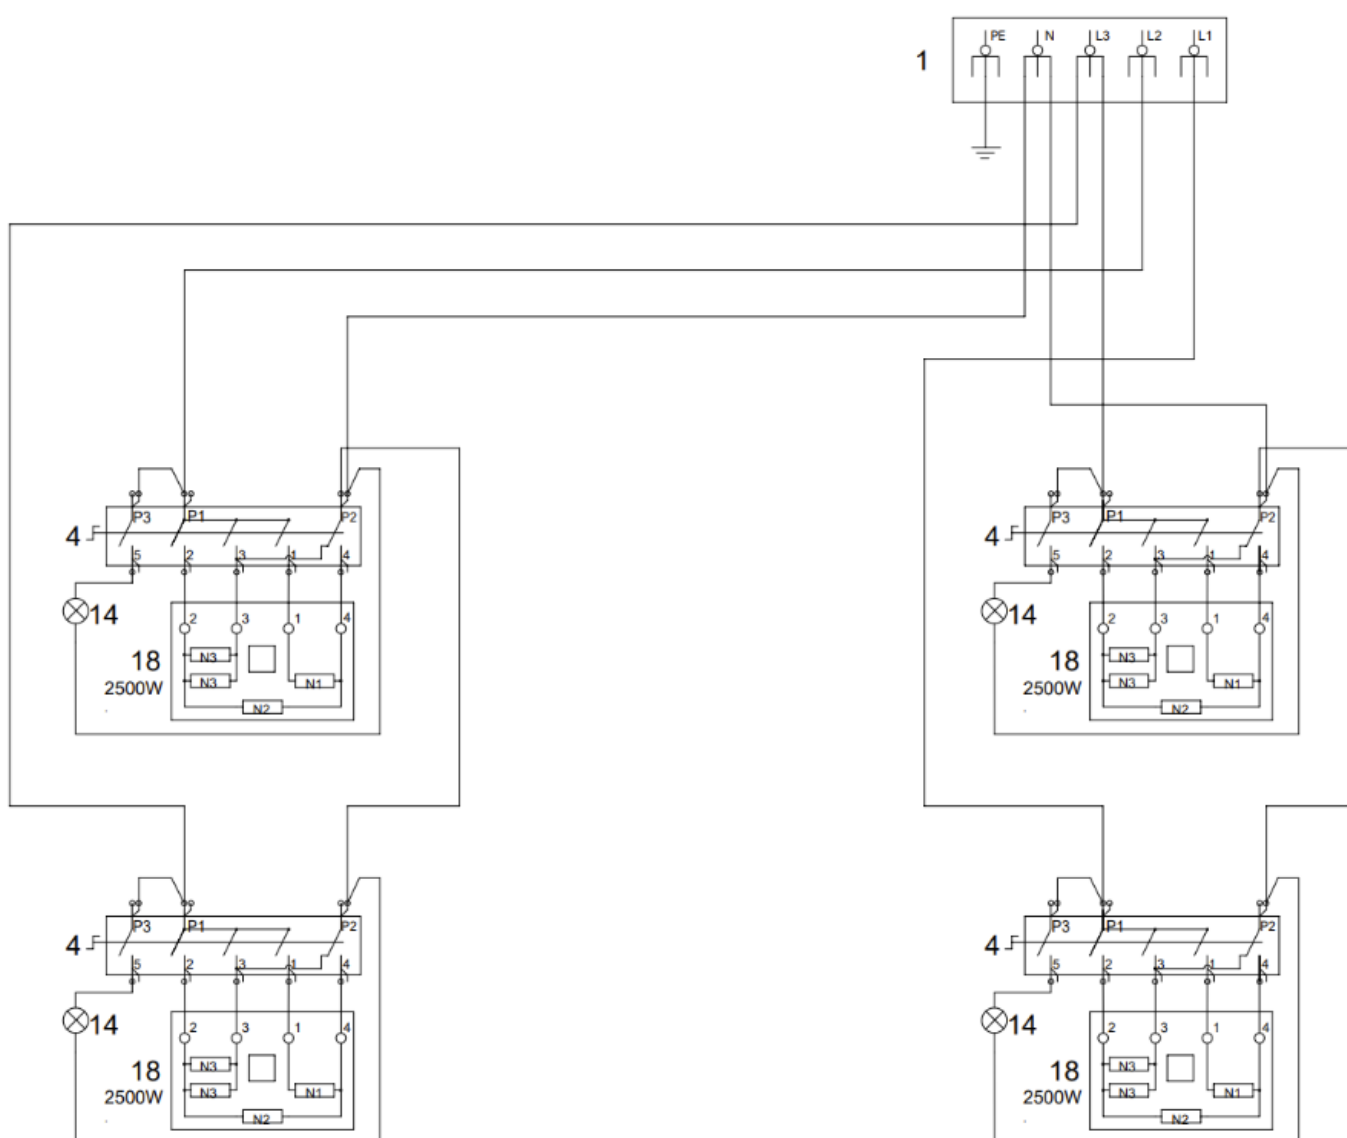 PE N L3 L2 L1
1
P3 P1 P2 P3 P1 P2
4 4
5 2 3 1 4 5 2 3 1 4
14 2 3 1 4 14 2 3 1 4
18 N3 18 N3
2500W N3 N1 2500W N3 N1
N2 N2
P3 P1 P2 P3 P1 P2
4 4
5 2 3 1 4 5 2 3 1 4
14 2 3 1 4 14 2 3 1 4
18 N3 18 N3
2500W N3 N1 2500W N3 N1
N2 N2